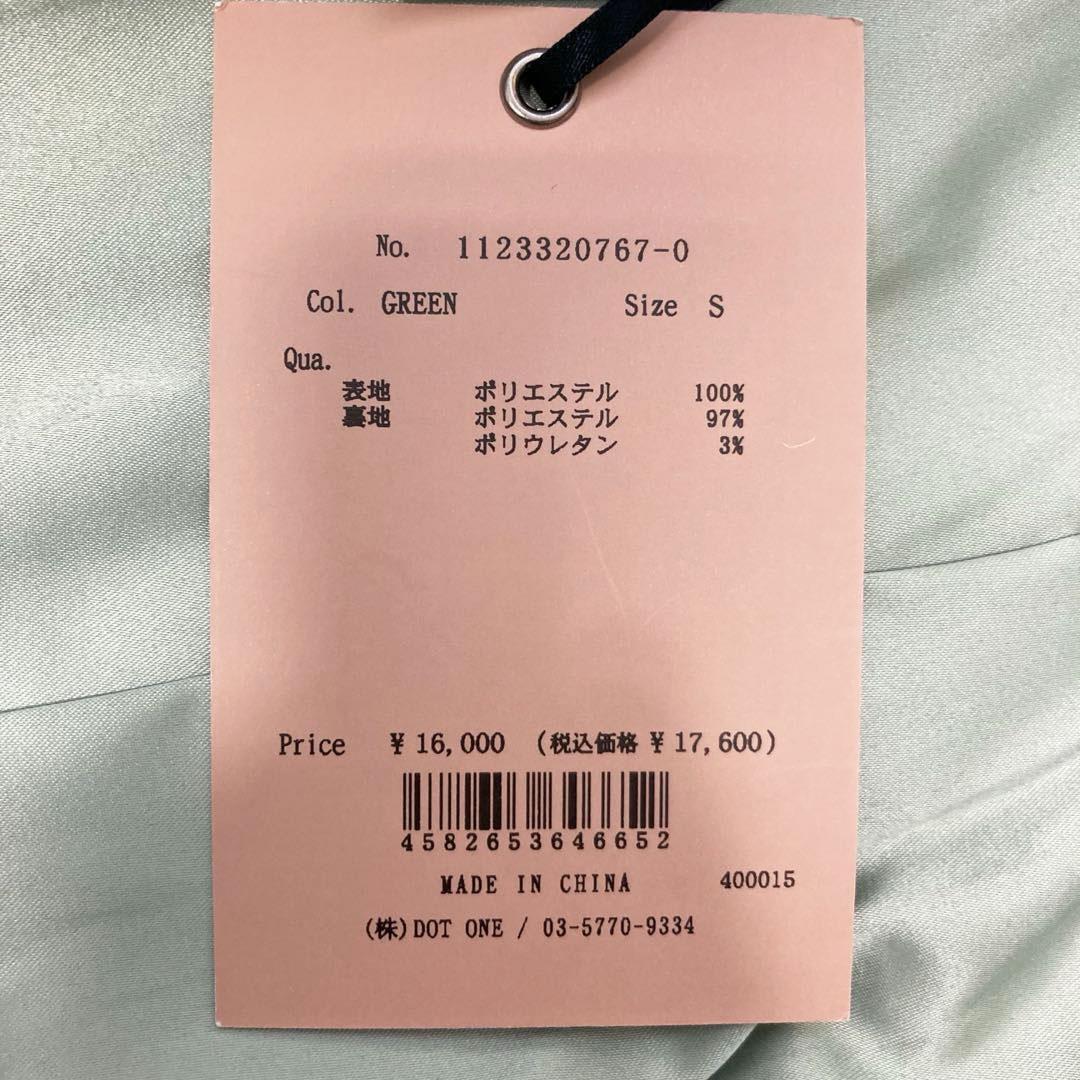 No. 1123320767-0
Col. GREEN Size S
Qua.
表地 ポリエステル 100%
裏地 ポリエステル 97%
ポリウレタン 3%
Price ¥16,000 (税込価格 ¥17,600)
4582653646652
MADE IN CHINA 400015
(株)DOT ONE / 03-5770-9334